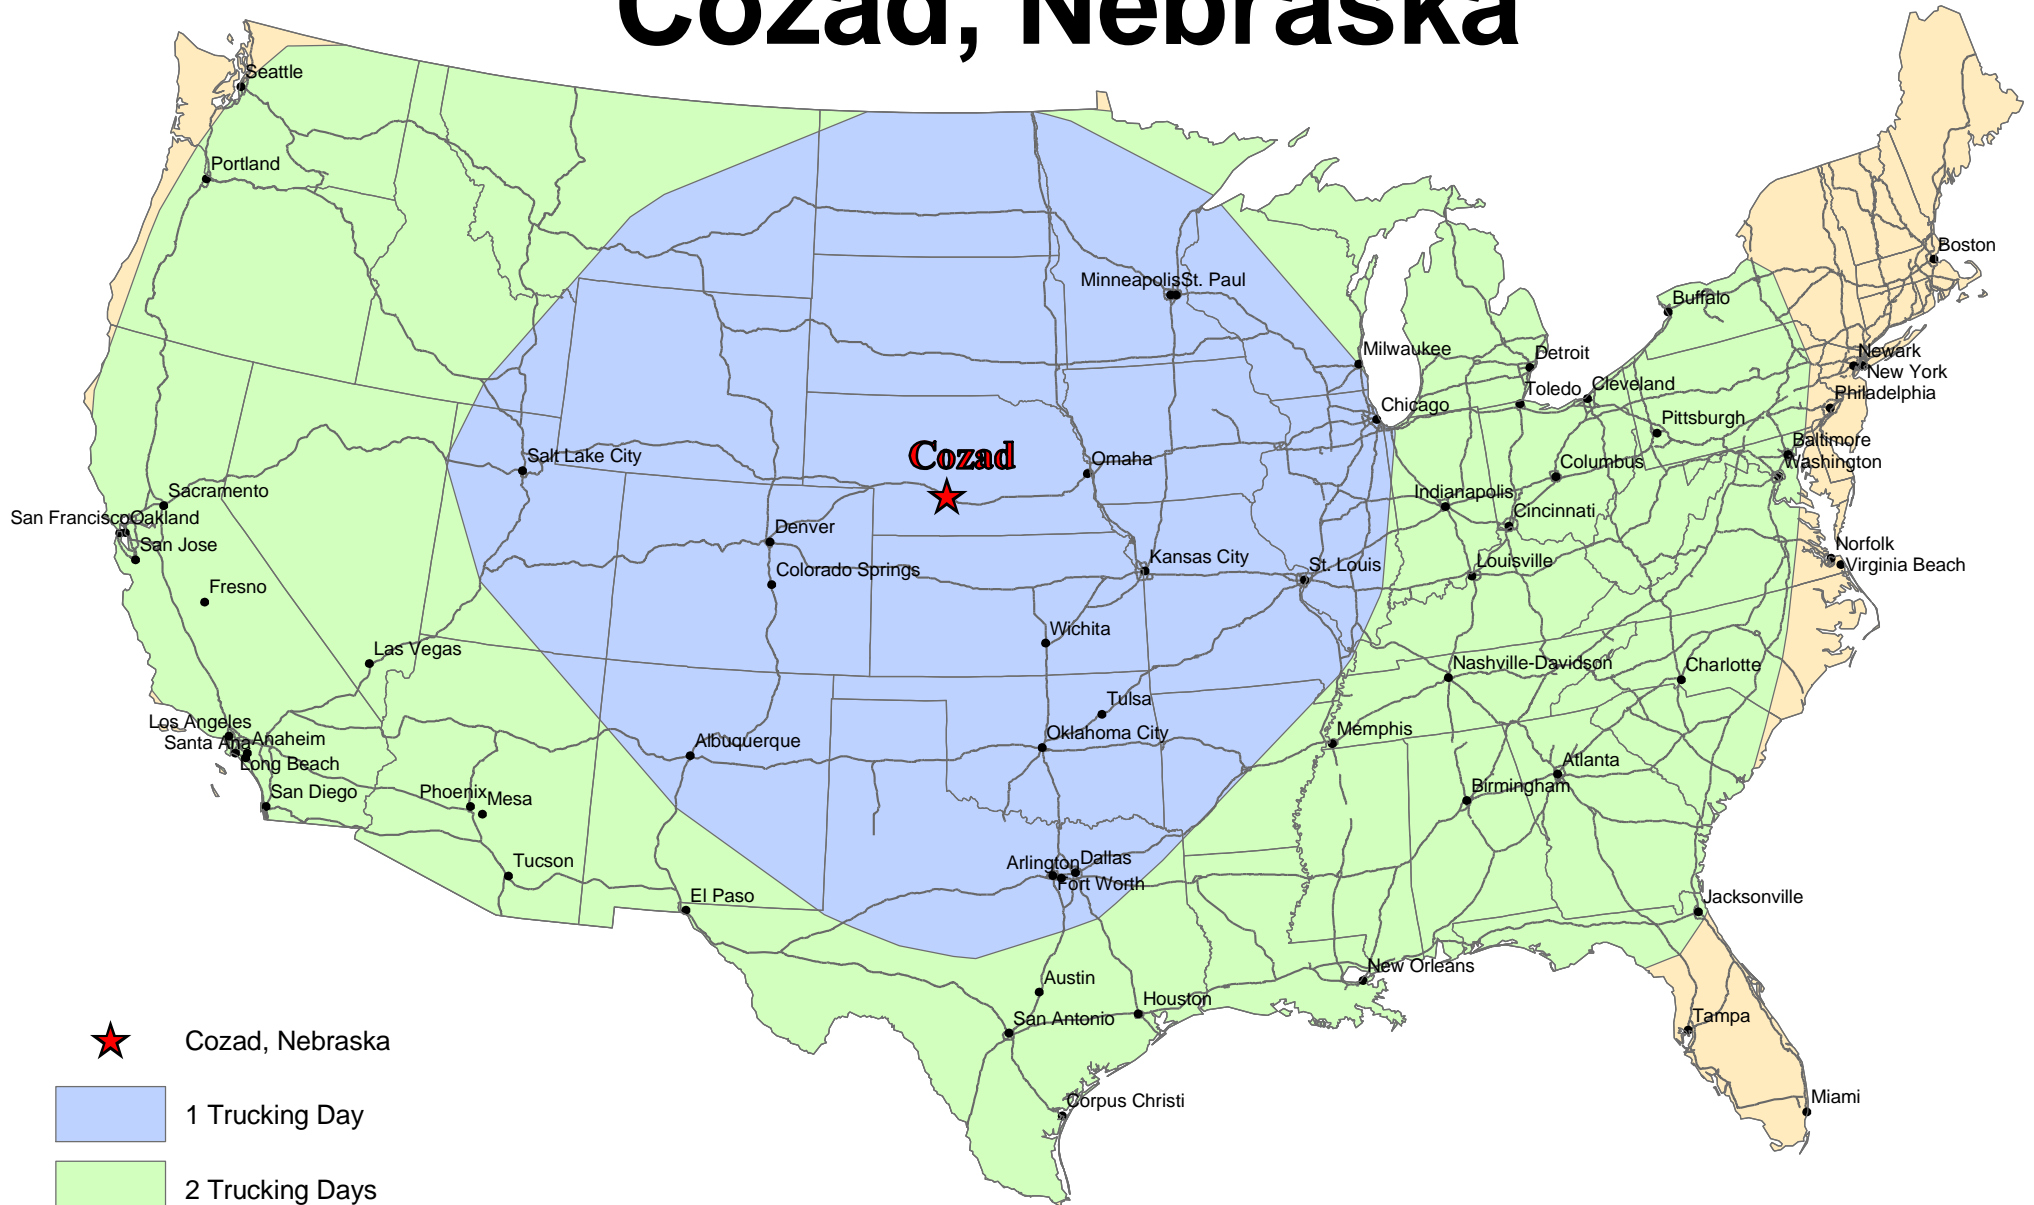 Cozad, Nebraska
Seattle
Portland
Boston
MinneapolisSt. Paul
Buffalo
Milwaukee
Detroit
Newark
New York
Toledo
Cleveland
Philadelphia
Chicago
Pittsburgh
Baltimore
Washington
Salt Lake City
Cozad
Omaha
Columbus
Sacramento
Indianapolis
San FranciscoOakland
Cincinnati
Denver
San Jose
Norfolk
Kansas City
St. Louis
Louisville
Virginia Beach
Colorado Springs
Fresno
Wichita
Las Vegas
Nashville-Davidson
Charlotte
Tulsa
Los Angeles
Memphis
Oklahoma City
Santa Ana
Anaheim
Albuquerque
Long Beach
Atlanta
San Diego
Phoenix
Mesa
Birmingham
Tucson
Arlington
Dallas
Fort Worth
El Paso
Jacksonville
New Orleans
Austin
Houston
San Antonio
Tampa
Cozad, Nebraska
Corpus Christi
Miami
1 Trucking Day
2 Trucking Days